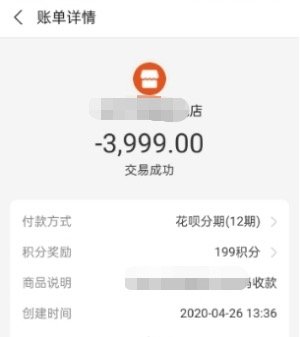 账单详情
店
-3,999.00
交易成功
付款方式 花呗分期(12期)
积分奖励 199积分
商品说明 收款
创建时间 2020-04-26 13:36